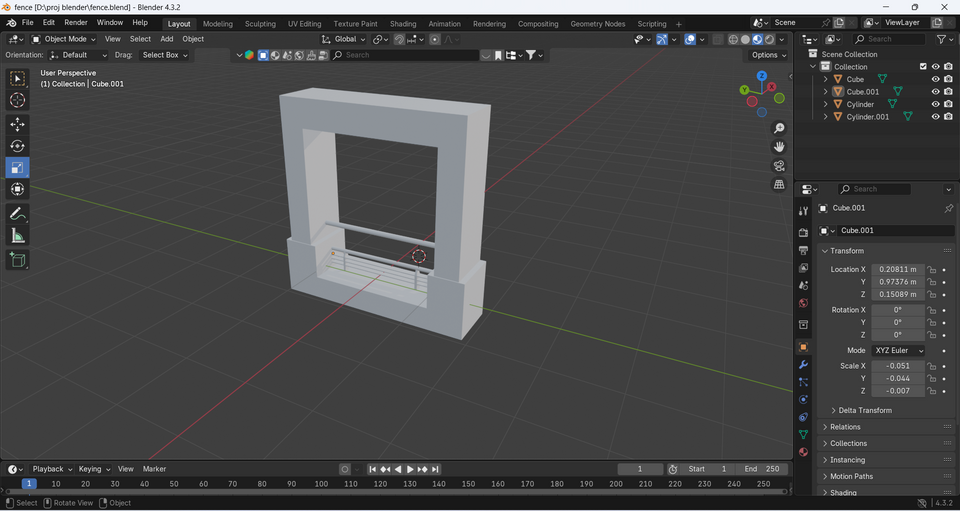 fence [D:\proj blender\fence.blend] - Blender 4.3.2
File Edit Render Window Help Layout Modeling Sculpting UV Editing Texture Paint Shading Animation Rendering Compositing Geometry Nodes Scripting + Scene ViewLayer
Object Mode View Select Add Object Global Search
Orientation: Default Drag: Select Box Search Options
User Perspective
(1) Collection | Cube.001
Z
Y
X
Scene Collection
Collection
Cube
Cube.001
Cylinder
Cylinder.001
Search
Cube.001
Cube.001
Transform
Location X 0.20811 m
Y 0.97376 m
Z 0.15089 m
Rotation X 0°
Y 0°
Z 0°
Mode XYZ Euler
Scale X -0.051
Y -0.044
Z -0.007
Delta Transform
Relations
Collections
Instancing
Motion Paths
Shading
Playback Keying View Marker 1 Start 1 End 250
1 10 20 30 40 50 60 70 80 90 100 110 120 130 140 150 160 170 180 190 200 210 220 230 240 250
Select Rotate View Object 4.3.2